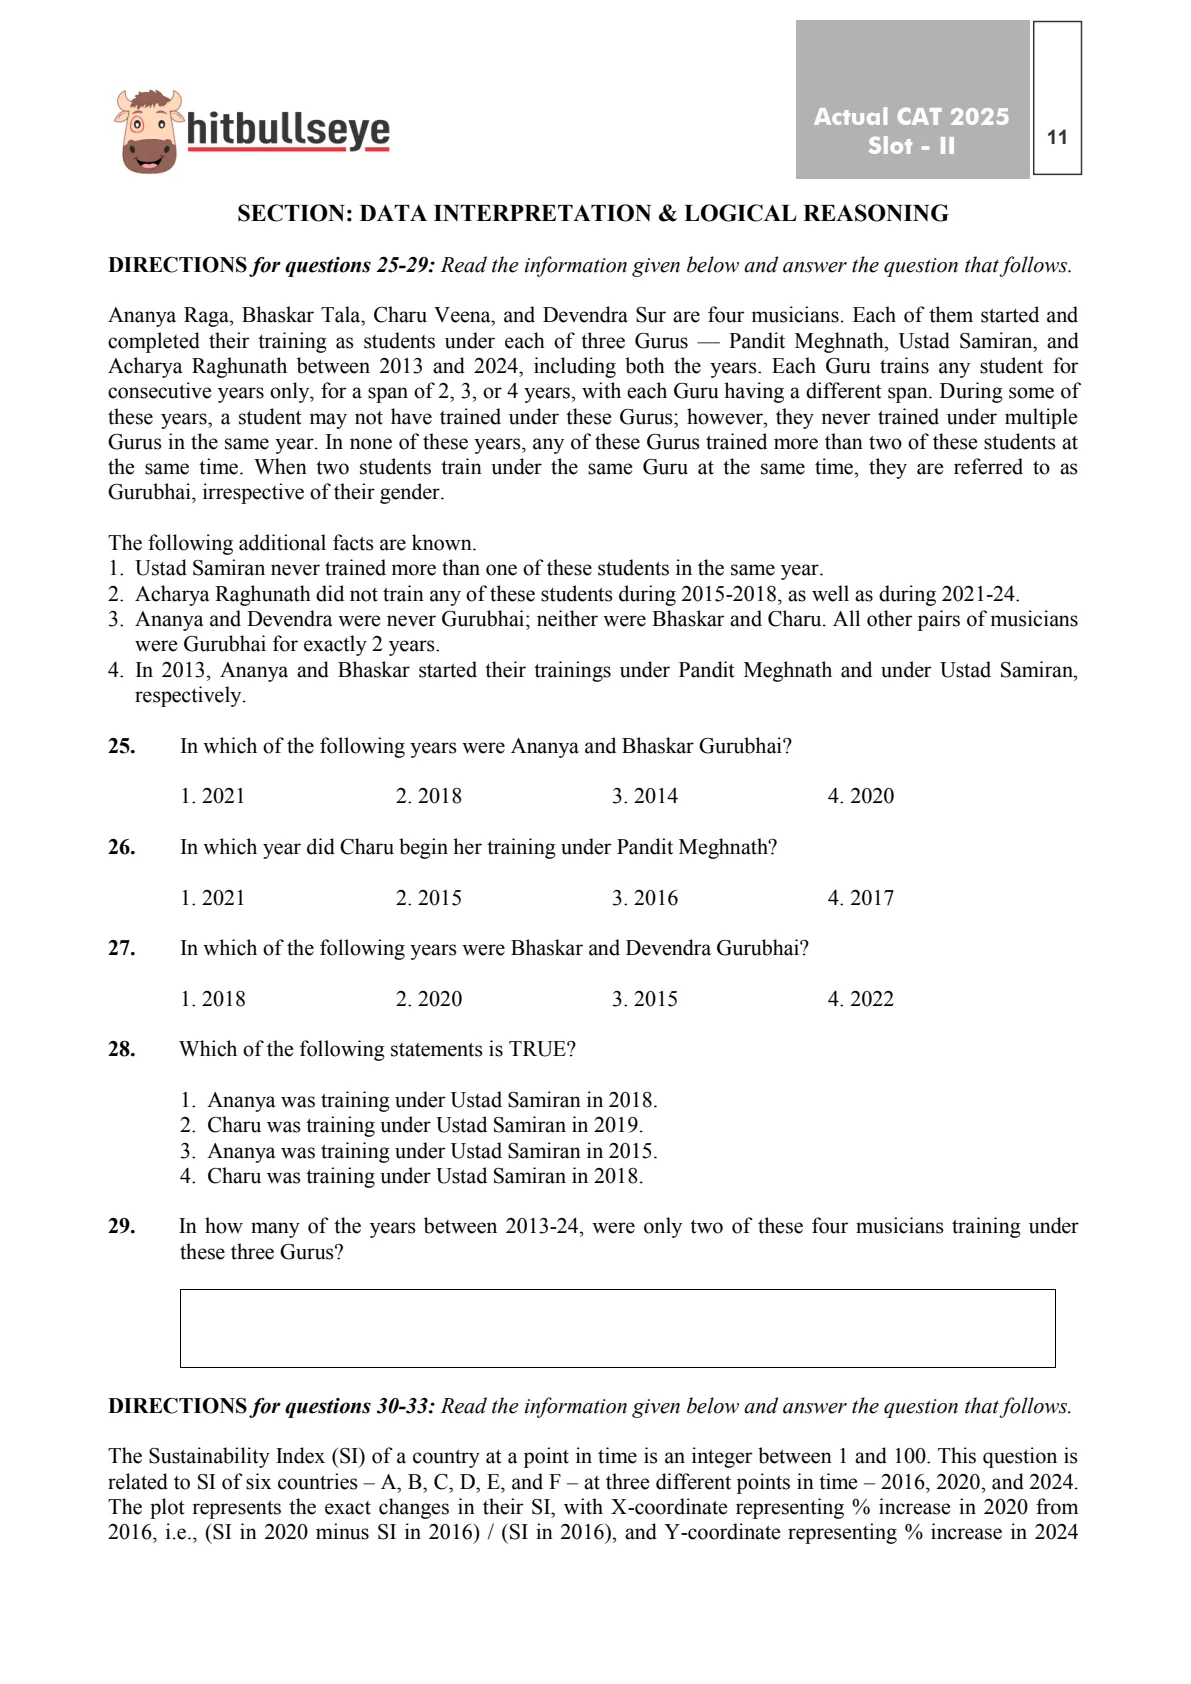 hitbullseye
Actual CAT 2025
Slot - II
11
SECTION: DATA INTERPRETATION & LOGICAL REASONING
DIRECTIONS for questions 25-29: Read the information given below and answer the question that follows.
Ananya Raga, Bhaskar Tala, Charu Veena, and Devendra Sur are four musicians. Each of them started and
completed their training as students under each of three Gurus — Pandit Meghnath, Ustad Samiran, and
Acharya Raghunath between 2013 and 2024, including both the years. Each Guru trains any student for
consecutive years only, for a span of 2, 3, or 4 years, with each Guru having a different span. During some of
these years, a student may not have trained under these Gurus; however, they never trained under multiple
Gurus in the same year. In none of these years, any of these Gurus trained more than two of these students at
the same time. When two students train under the same Guru at the same time, they are referred to as
Gurubhai, irrespective of their gender.
The following additional facts are known.
1. Ustad Samiran never trained more than one of these students in the same year.
2. Acharya Raghunath did not train any of these students during 2015-2018, as well as during 2021-24.
3. Ananya and Devendra were never Gurubhai; neither were Bhaskar and Charu. All other pairs of musicians
were Gurubhai for exactly 2 years.
4. In 2013, Ananya and Bhaskar started their trainings under Pandit Meghnath and under Ustad Samiran,
respectively.
25. In which of the following years were Ananya and Bhaskar Gurubhai?
1. 2021 2. 2018 3. 2014 4. 2020
26. In which year did Charu begin her training under Pandit Meghnath?
1. 2021 2. 2015 3. 2016 4. 2017
27. In which of the following years were Bhaskar and Devendra Gurubhai?
1. 2018 2. 2020 3. 2015 4. 2022
28. Which of the following statements is TRUE?
1. Ananya was training under Ustad Samiran in 2018.
2. Charu was training under Ustad Samiran in 2019.
3. Ananya was training under Ustad Samiran in 2015.
4. Charu was training under Ustad Samiran in 2018.
29. In how many of the years between 2013-24, were only two of these four musicians training under
these three Gurus?
DIRECTIONS for questions 30-33: Read the information given below and answer the question that follows.
The Sustainability Index (SI) of a country at a point in time is an integer between 1 and 100. This question is
related to SI of six countries – A, B, C, D, E, and F – at three different points in time – 2016, 2020, and 2024.
The plot represents the exact changes in their SI, with X-coordinate representing % increase in 2020 from
2016, i.e., (SI in 2020 minus SI in 2016) / (SI in 2016), and Y-coordinate representing % increase in 2024